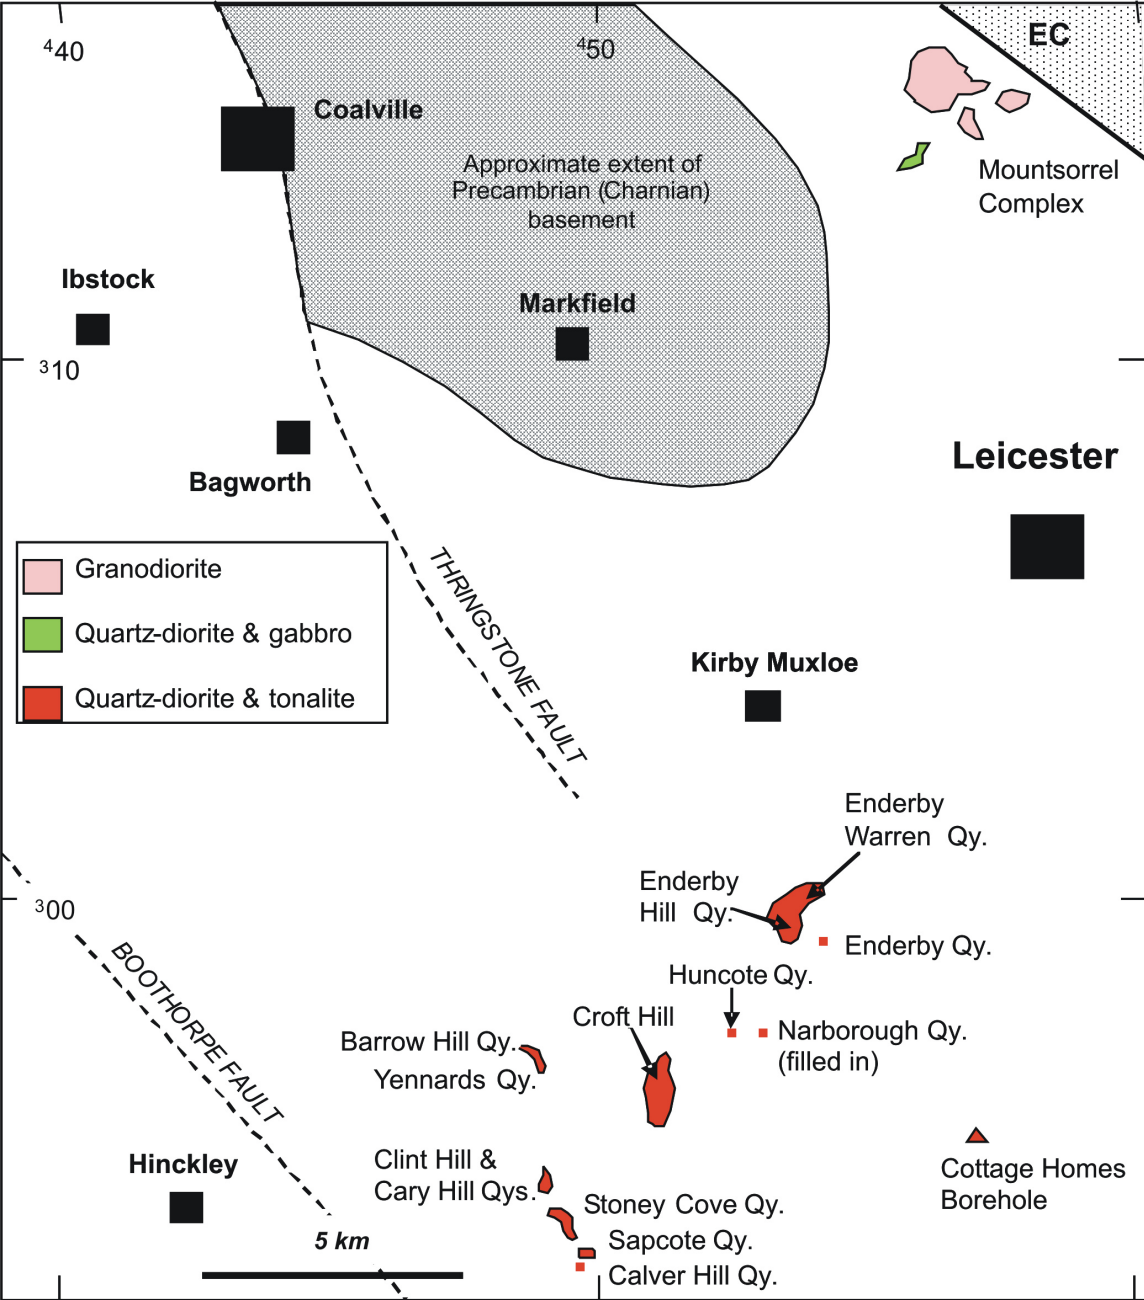 440
450
EC
Coalville
Approximate extent of
Precambrian (Charnian)
basement
Mountsorrel
Complex
Ibstock
Markfield
310
Bagworth
Leicester
Granodiorite
Quartz-diorite & gabbro
Quartz-diorite & tonalite
THRINGSTONE FAULT
Kirby Muxloe
Enderby
Warren Qy.
Enderby
Hill Qy.
300
Enderby Qy.
BOOTHORPE FAULT
Huncote Qy.
Croft Hill
Narborough Qy.
(filled in)
Barrow Hill Qy.
Yennards Qy.
Hinckley
Clint Hill &
Cary Hill Qys.
Cottage Homes
Borehole
Stoney Cove Qy.
5 km
Sapcote Qy.
Calver Hill Qy.